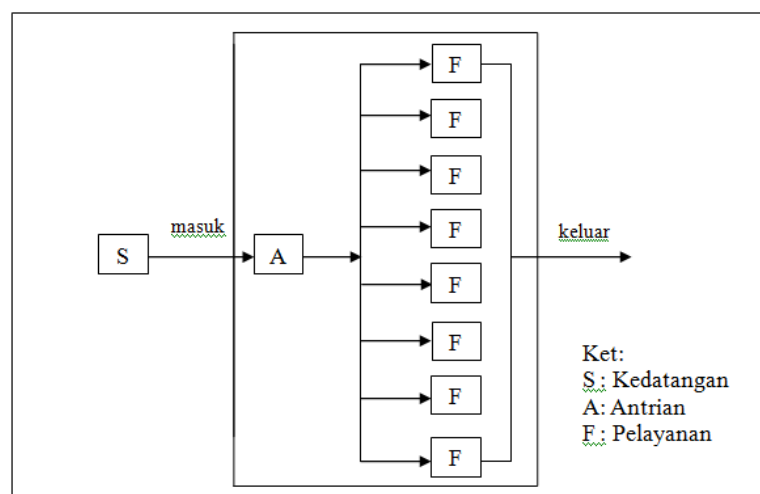 F
F
F
masuk
F
keluar
S
A
F
F
F
F
Ket:
S : Kedatangan
A: Antrian
F : Pelayanan